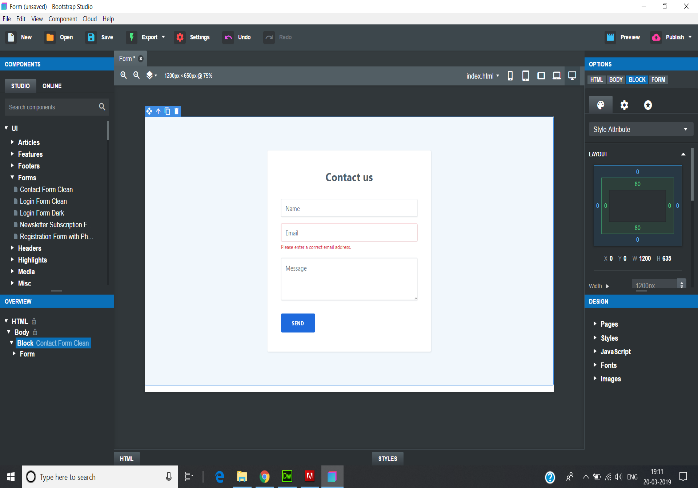 Form (unsaved) - Bootstrap Studio
File Edit View Component Cloud Help
New Open Save Export Settings Undo Redo Preview Publish
COMPONENTS
Form *
OPTIONS
STUDIO ONLINE
1200px × 650px @ 75%
index.html
HTML BODY BLOCK FORM
Search components
Style Attribute
UI
Articles
Features
Footers
Forms
Contact Form Clean
Login Form Clean
Login Form Dark
Newsletter Subscription F
Registration Form with Ph...
Headers
Highlights
Media
Misc
Contact us
Name
Email
Please enter a correct email address.
Message
SEND
LAYOUT
0
80
0 0 0 0
80
0
X 0 Y 0 W 1200 H 635
Width 1200px
OVERVIEW
HTML
Body
Block Contact Form Clean
Form
DESIGN
Pages
Styles
JavaScript
Fonts
Images
HTML
STYLES
Type here to search
ENG
19:11
20-03-2019